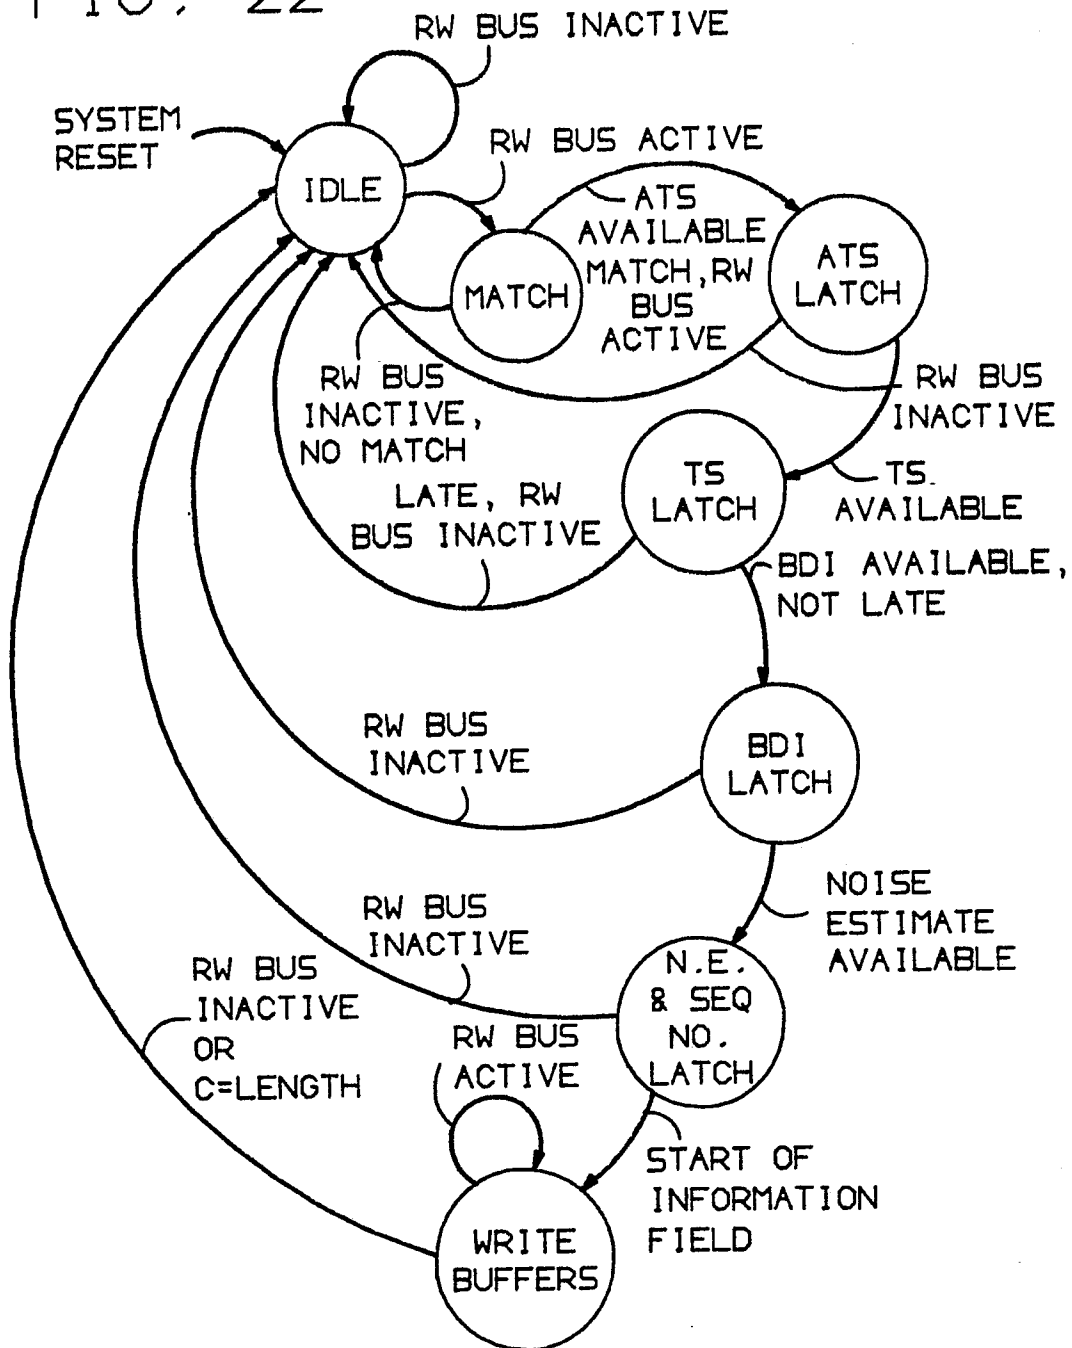 FIG. 22
RW BUS INACTIVE
SYSTEM
RESET
RW BUS ACTIVE
IDLE
ATS
AVAILABLE
MATCH, RW
BUS
ACTIVE
ATS
LATCH
MATCH
RW BUS
INACTIVE,
NO MATCH
RW BUS
INACTIVE
TS
LATCH
TS
AVAILABLE
LATE, RW
BUS INACTIVE
BDI AVAILABLE,
NOT LATE
RW BUS
INACTIVE
BDI
LATCH
NOISE
ESTIMATE
AVAILABLE
RW BUS
INACTIVE
N.E.
& SEQ
NO.
LATCH
RW BUS
INACTIVE
OR
C=LENGTH
RW BUS
ACTIVE
START OF
INFORMATION
FIELD
WRITE
BUFFERS